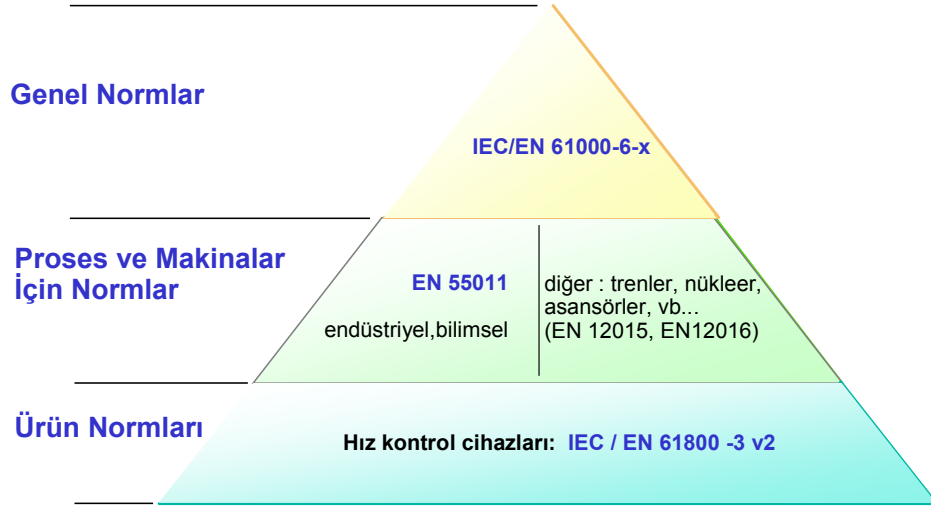 Genel Normlar
IEC/EN 61000-6-x
Proses ve Makinalar
İçin Normlar
EN 55011
endüstriyel,bilimsel
diğer : trenler, nükleer,
asansörler, vb...
(EN 12015, EN12016)
Ürün Normları
Hız kontrol cihazları: IEC / EN 61800 -3 v2